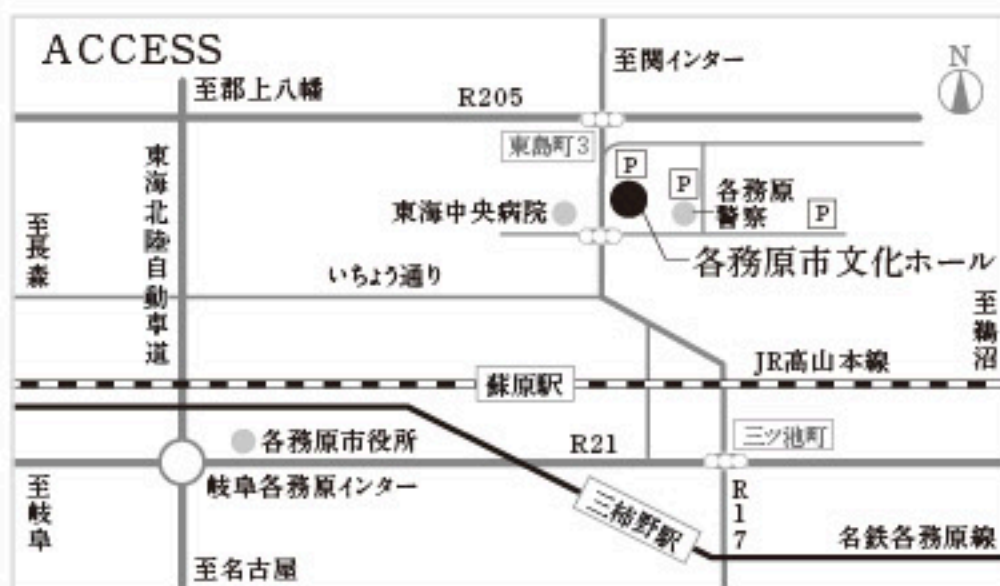 ACCESS
至郡上八幡
R205
至関インター
N
東島町3
P
P
各務原
警察
P
東海北陸自動車道
至長森
東海中央病院
各務原市文化ホール
いちょう通り
至鵜沼
JR高山本線
蘇原駅
各務原市役所
R21
三ツ池町
至岐阜
岐阜各務原インター
三柿野駅
R17
名鉄各務原線
至名古屋